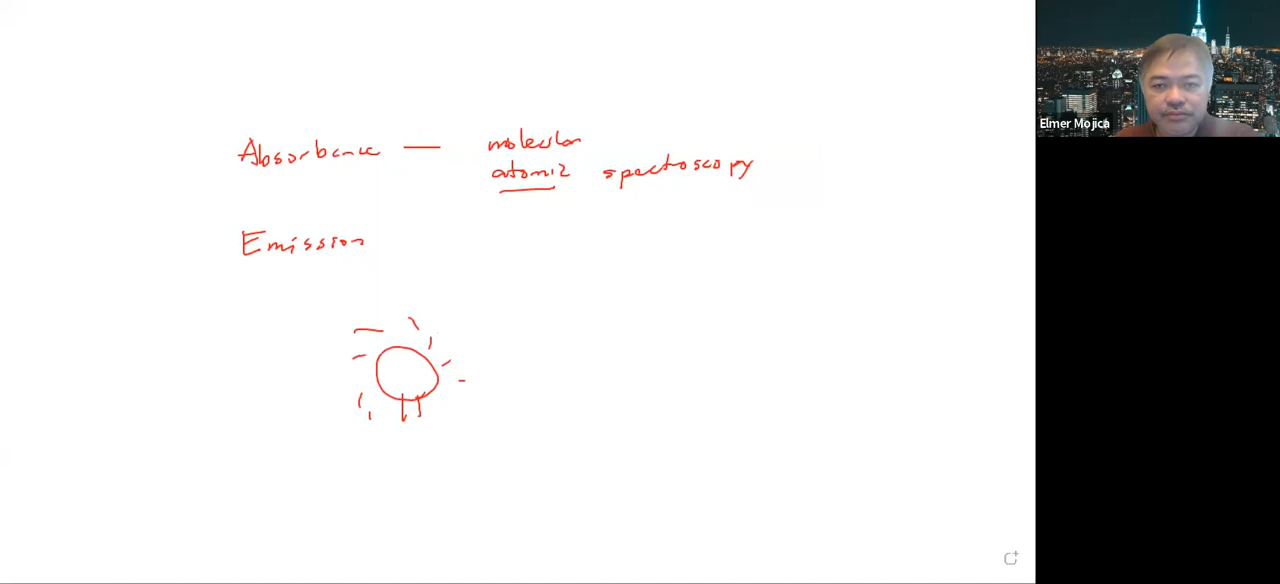 Absorbance — molecular
atomic spectroscopy
Emission
Elmer Mojica